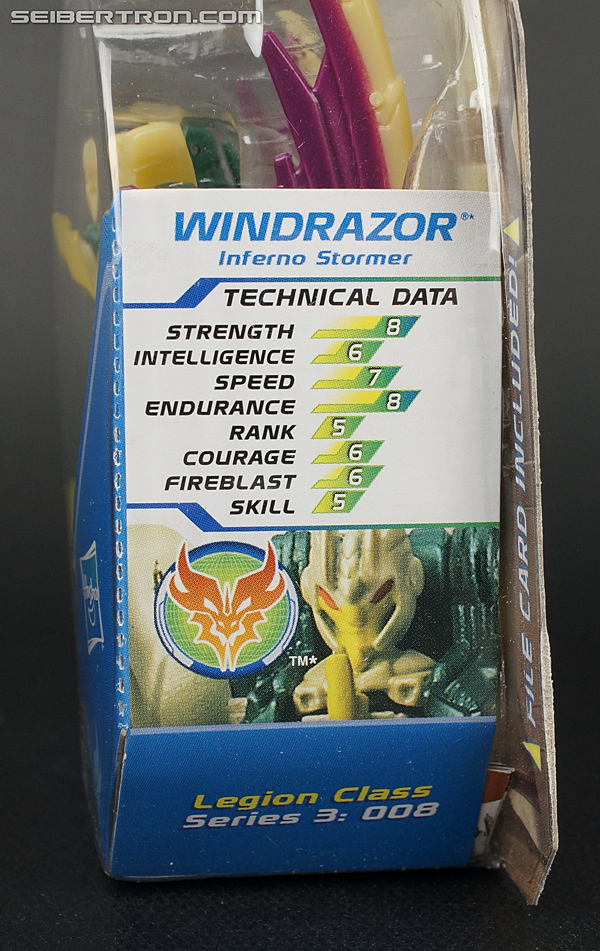 SEIBERTRON.COM
WINDRAZOR®*
Inferno Stormer
TECHNICAL DATA
STRENGTH 8
INTELLIGENCE 6
SPEED 7
ENDURANCE 8
RANK 5
COURAGE 6
FIREBLAST 6
SKILL 5
TM*
Legion Class
Series 3: 008
FILE CARD INCLUDED!